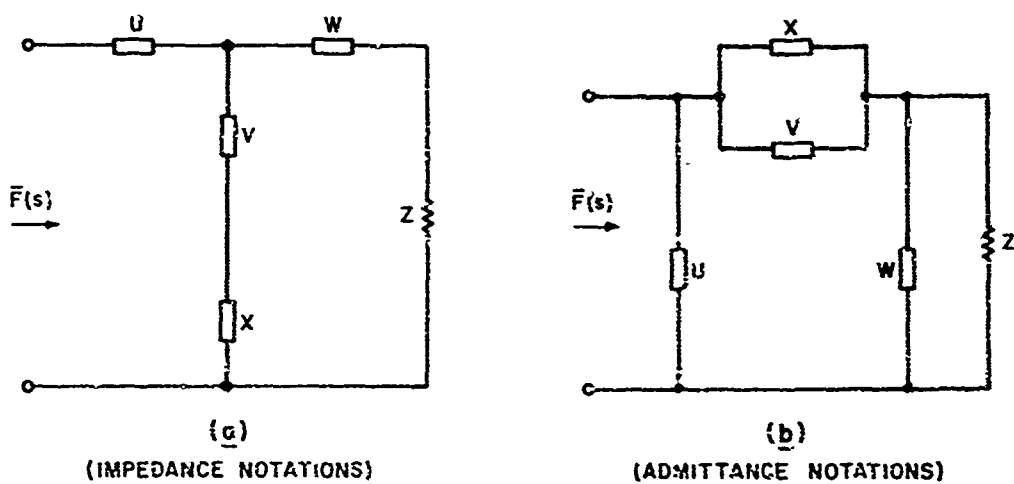 U
W
V
F̅(s)
Z
X
(a)
(IMPEDANCE NOTATIONS)
X
V
F̅(s)
U
W
Z
(b)
(ADMITTANCE NOTATIONS)